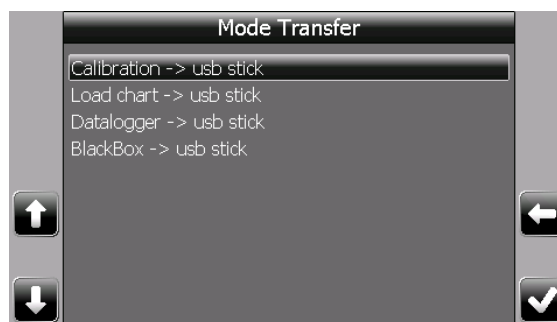 Mode Transfer
Calibration -> usb stick
Load chart -> usb stick
Datalogger -> usb stick
BlackBox -> usb stick